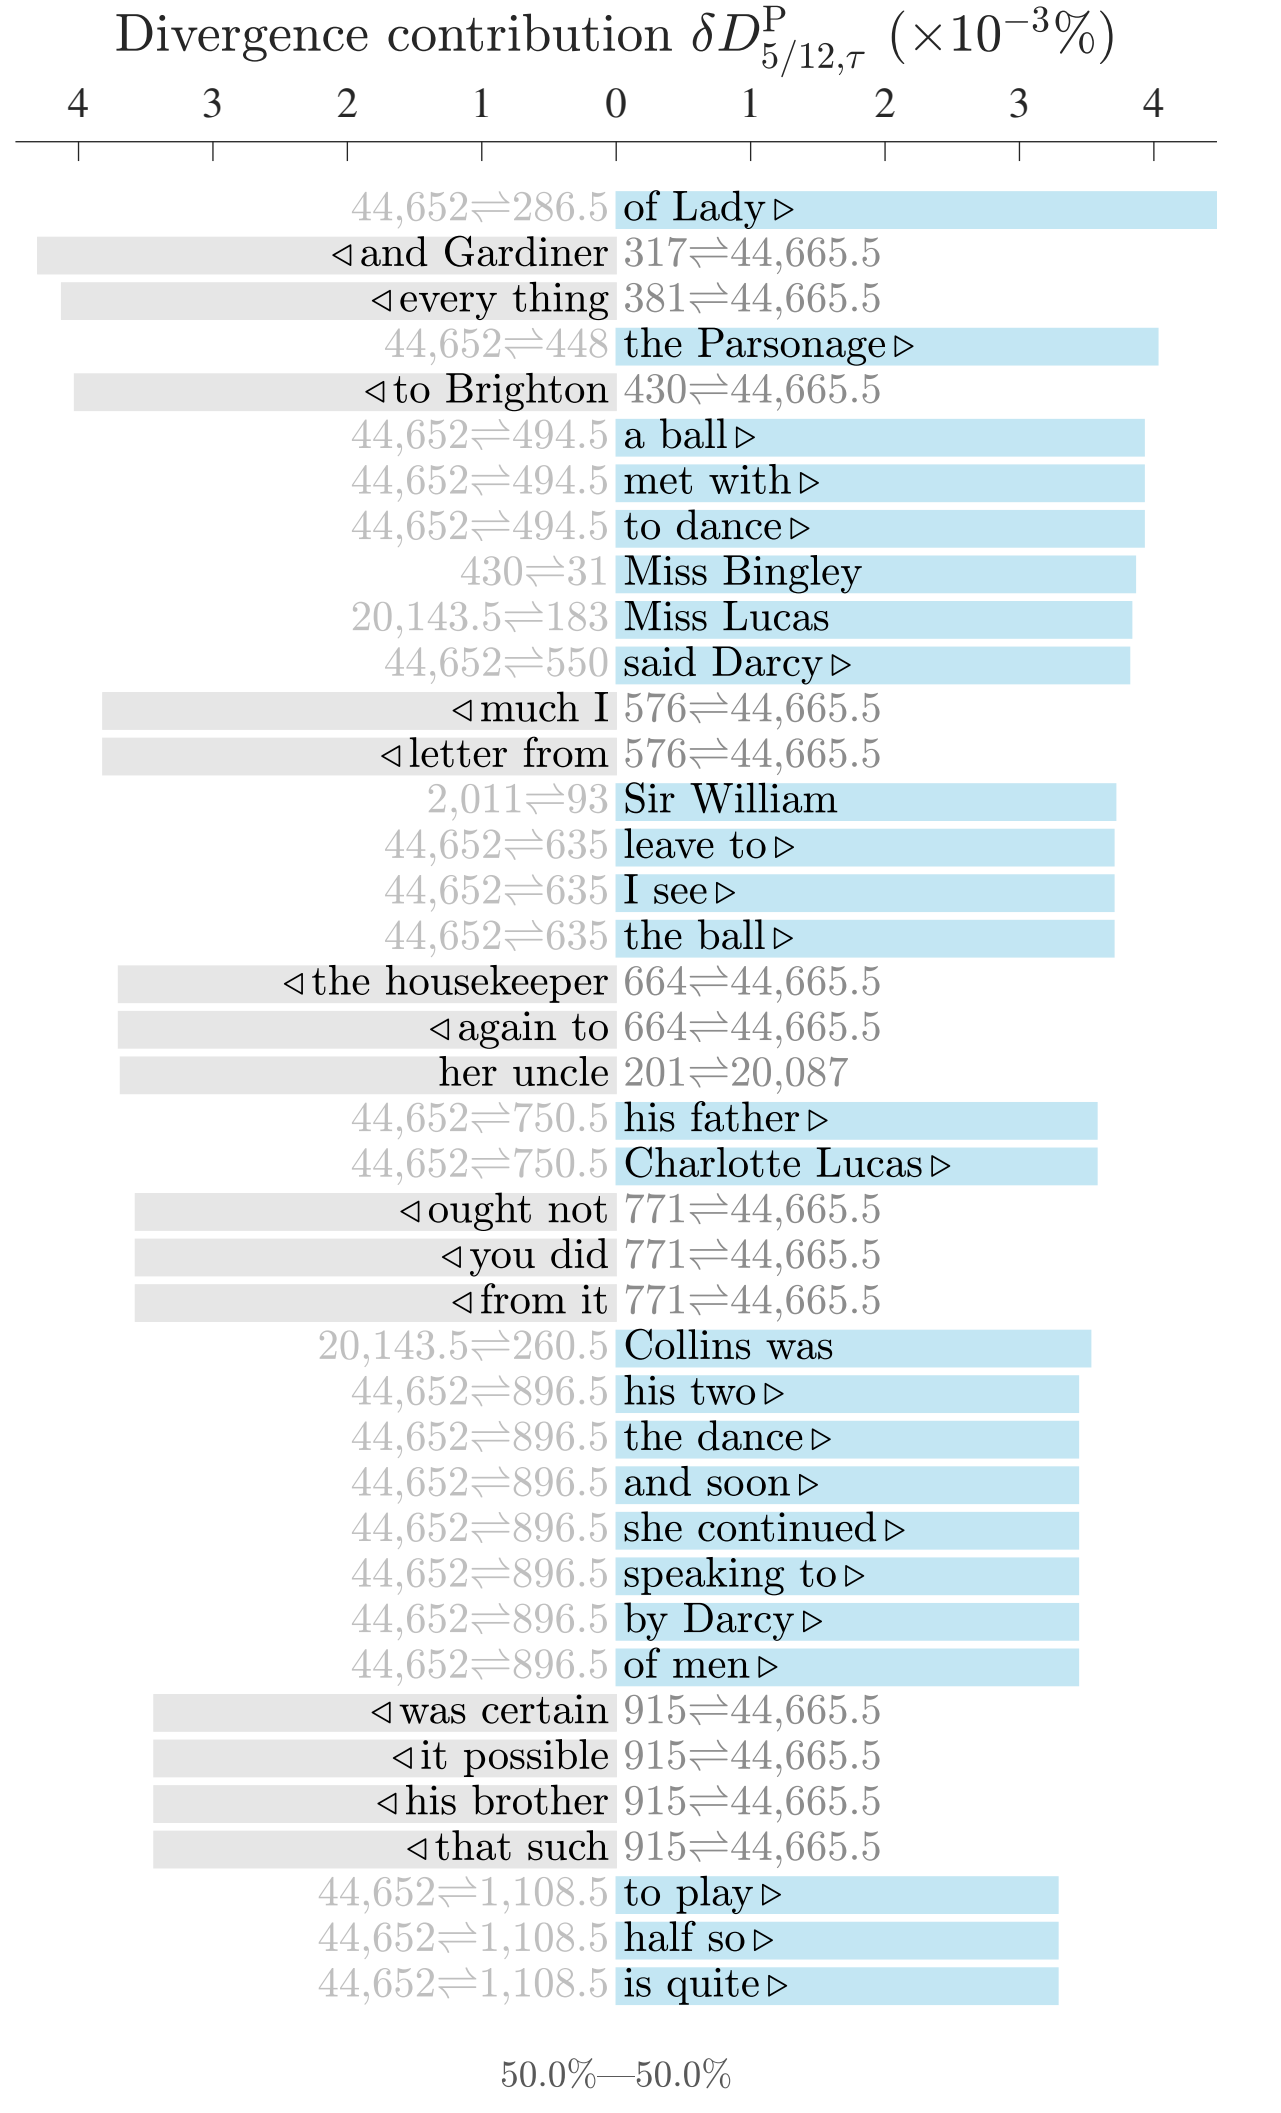 Divergence contribution δD^P_{5/12,τ} (×10^{−3}%)
4 3 2 1 0 1 2 3 4
44,652⇌286.5 of Lady▷
◁and Gardiner 317⇌44,665.5
◁every thing 381⇌44,665.5
44,652⇌448 the Parsonage▷
◁to Brighton 430⇌44,665.5
44,652⇌494.5 a ball▷
44,652⇌494.5 met with▷
44,652⇌494.5 to dance▷
430⇌31 Miss Bingley
20,143.5⇌183 Miss Lucas
44,652⇌550 said Darcy▷
◁much I 576⇌44,665.5
◁letter from 576⇌44,665.5
2,011⇌93 Sir William
44,652⇌635 leave to▷
44,652⇌635 I see▷
44,652⇌635 the ball▷
◁the housekeeper 664⇌44,665.5
◁again to 664⇌44,665.5
her uncle 201⇌20,087
44,652⇌750.5 his father▷
44,652⇌750.5 Charlotte Lucas▷
◁ought not 771⇌44,665.5
◁you did 771⇌44,665.5
◁from it 771⇌44,665.5
20,143.5⇌260.5 Collins was
44,652⇌896.5 his two▷
44,652⇌896.5 the dance▷
44,652⇌896.5 and soon▷
44,652⇌896.5 she continued▷
44,652⇌896.5 speaking to▷
44,652⇌896.5 by Darcy▷
44,652⇌896.5 of men▷
◁was certain 915⇌44,665.5
◁it possible 915⇌44,665.5
◁his brother 915⇌44,665.5
◁that such 915⇌44,665.5
44,652⇌1,108.5 to play▷
44,652⇌1,108.5 half so▷
44,652⇌1,108.5 is quite▷
50.0%—50.0%